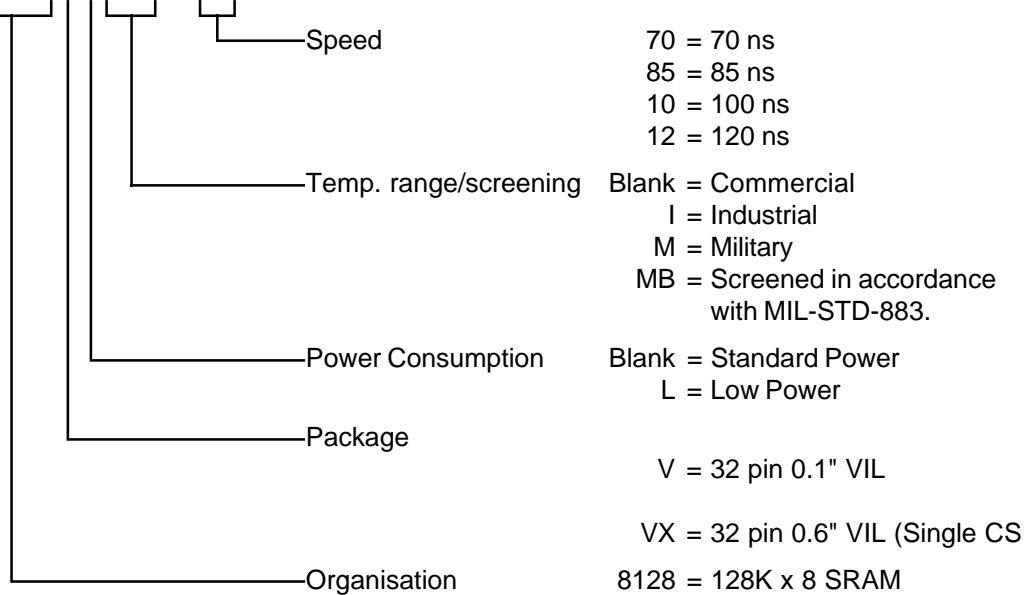 Speed 70 = 70 ns
85 = 85 ns
10 = 100 ns
12 = 120 ns
Temp. range/screening Blank = Commercial
I = Industrial
M = Military
MB = Screened in accordance
with MIL-STD-883.
Power Consumption Blank = Standard Power
L = Low Power
Package
V = 32 pin 0.1" VIL
VX = 32 pin 0.6" VIL (Single CS
Organisation 8128 = 128K x 8 SRAM